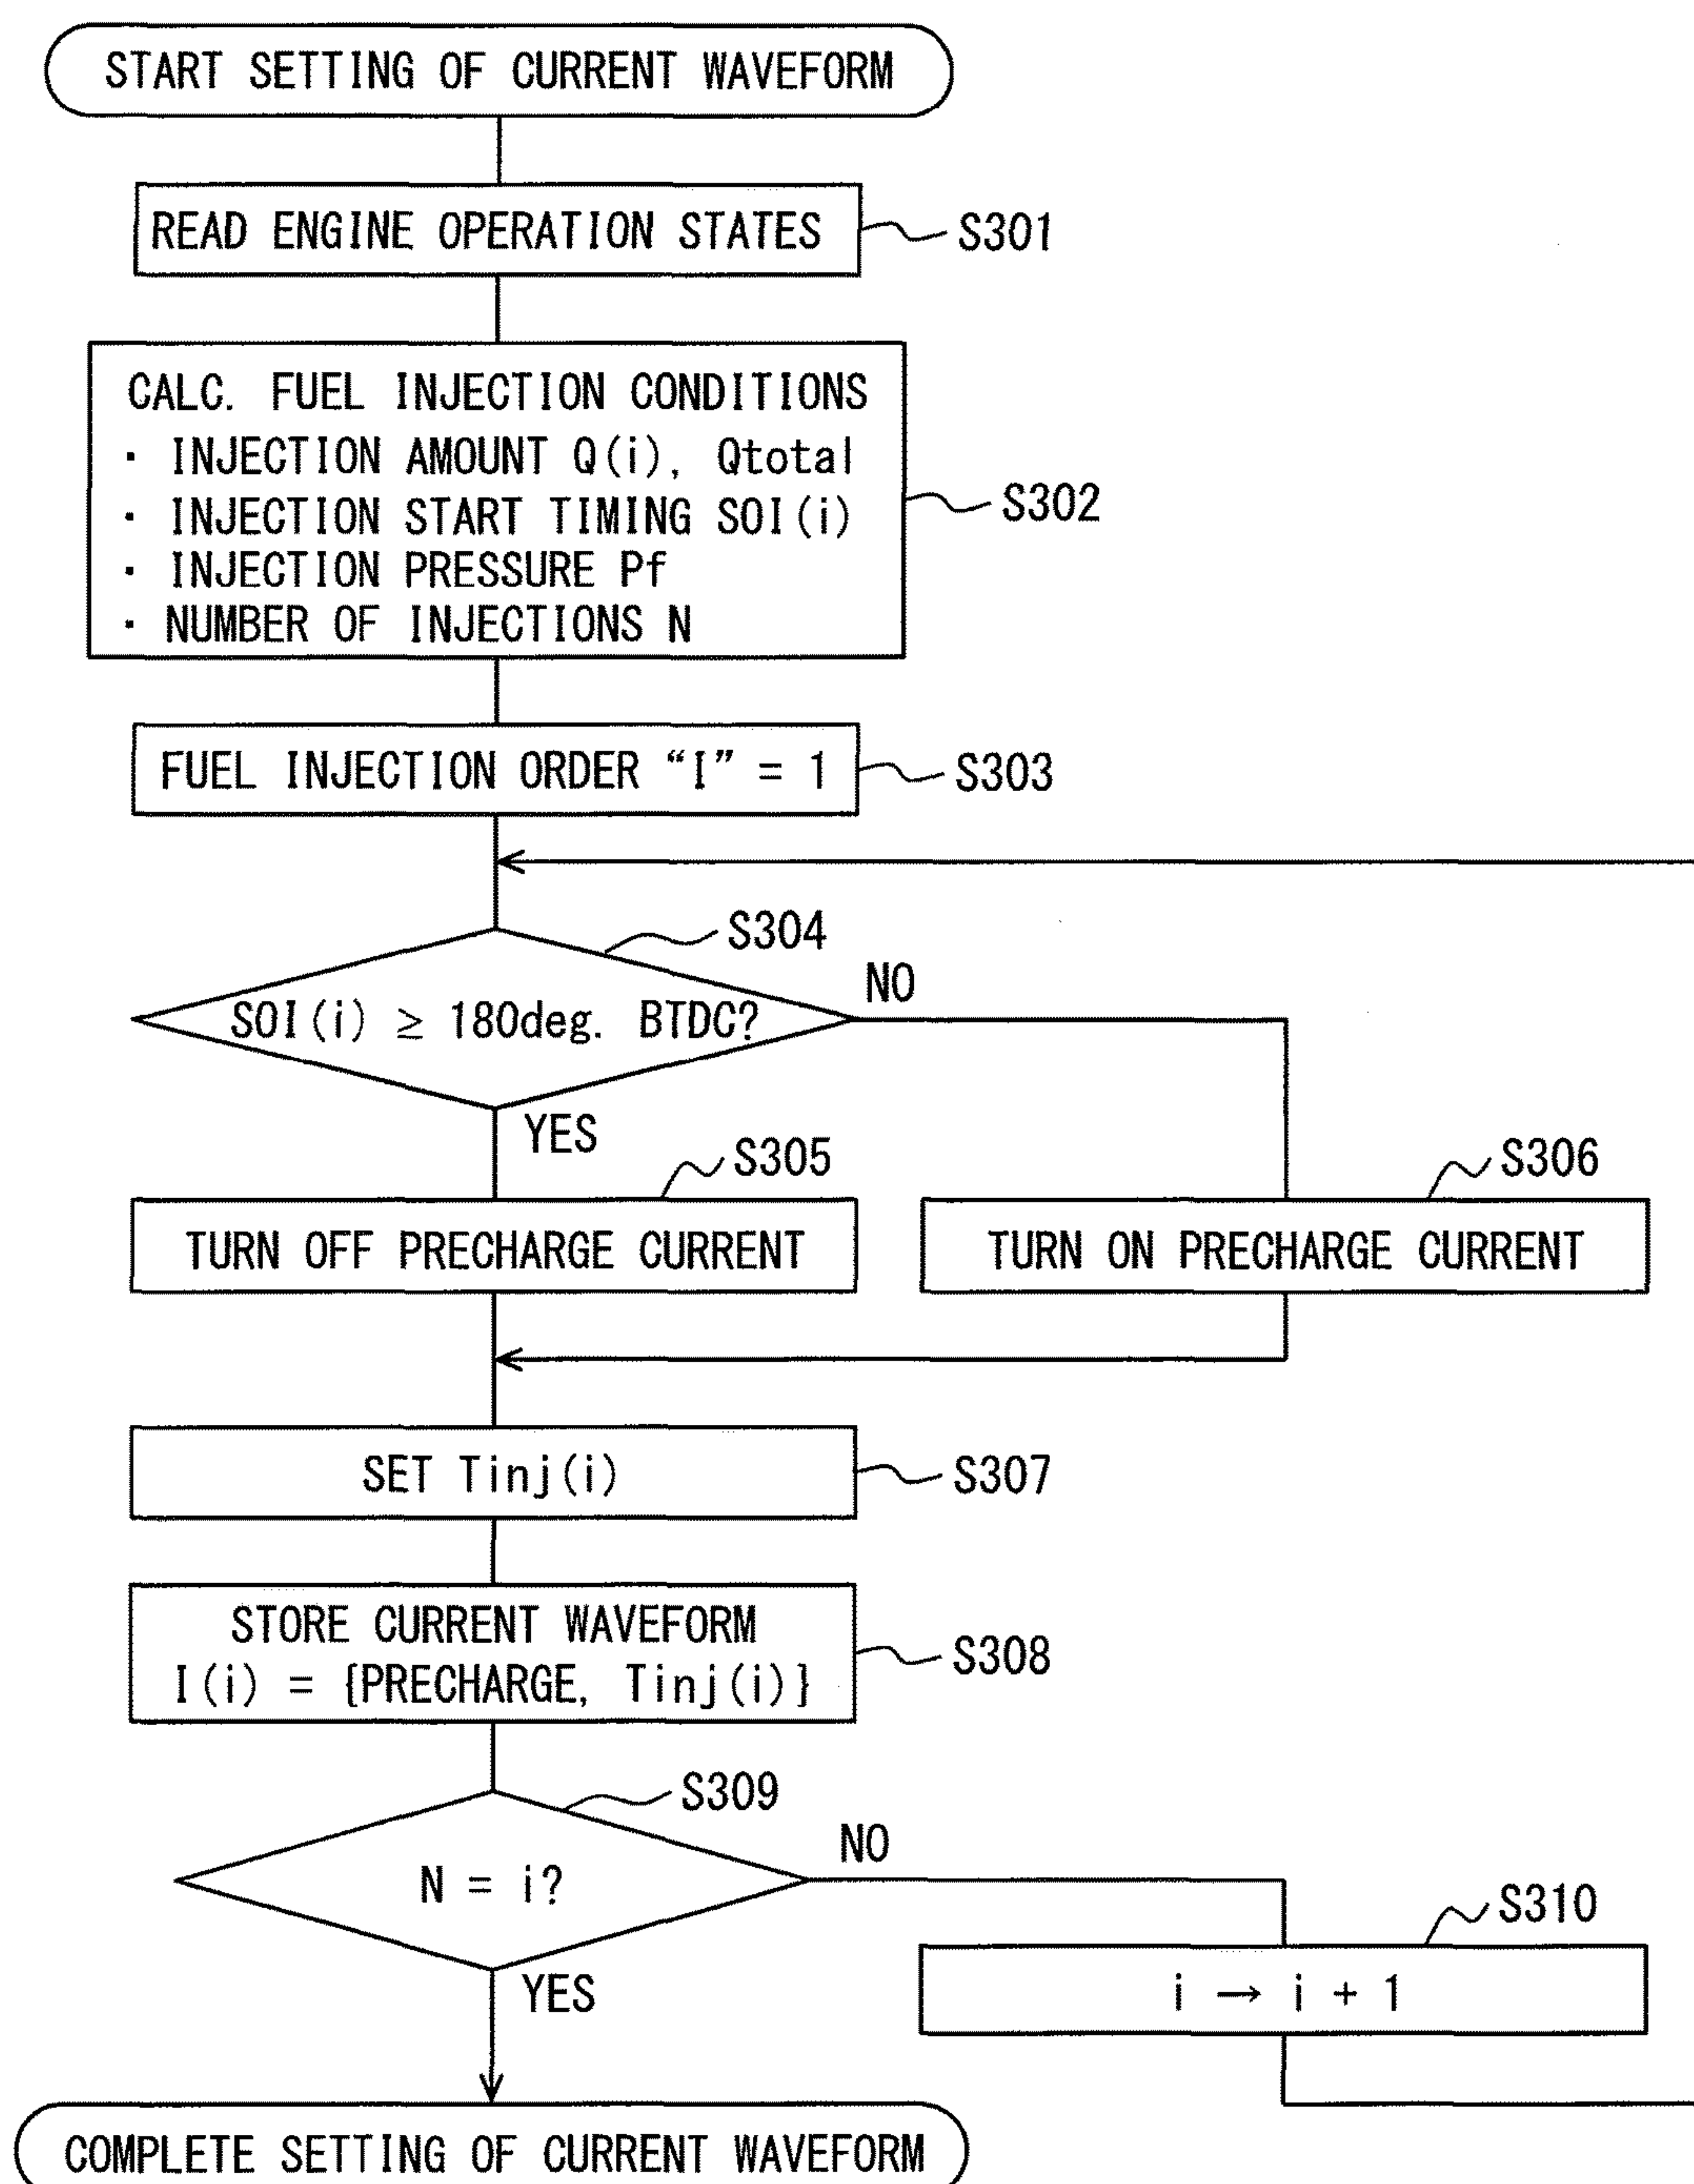 START SETTING OF CURRENT WAVEFORM
READ ENGINE OPERATION STATES
S301
CALC. FUEL INJECTION CONDITIONS
· INJECTION AMOUNT Q(i), Qtotal
· INJECTION START TIMING SOI(i)
· INJECTION PRESSURE Pf
· NUMBER OF INJECTIONS N
S302
FUEL INJECTION ORDER “I” = 1
S303
S304
SOI(i) ≥ 180deg. BTDC?
NO
YES
S305
TURN OFF PRECHARGE CURRENT
S306
TURN ON PRECHARGE CURRENT
SET Tinj(i)
S307
STORE CURRENT WAVEFORM
I(i) = {PRECHARGE, Tinj(i)}
S308
S309
N = i?
NO
YES
S310
i → i + 1
COMPLETE SETTING OF CURRENT WAVEFORM